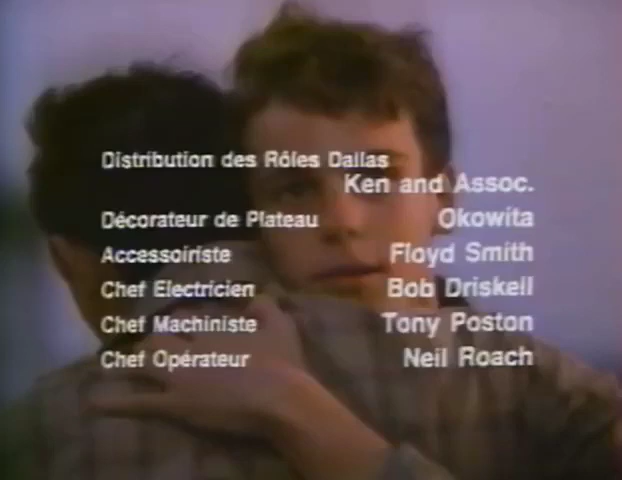 Distribution des Rôles Dallas
Ken and Assoc.
Décorateur de Plateau Okowita
Accessoiriste Floyd Smith
Chef Electricien Bob Driskell
Chef Machiniste Tony Poston
Chef Opérateur Neil Roach